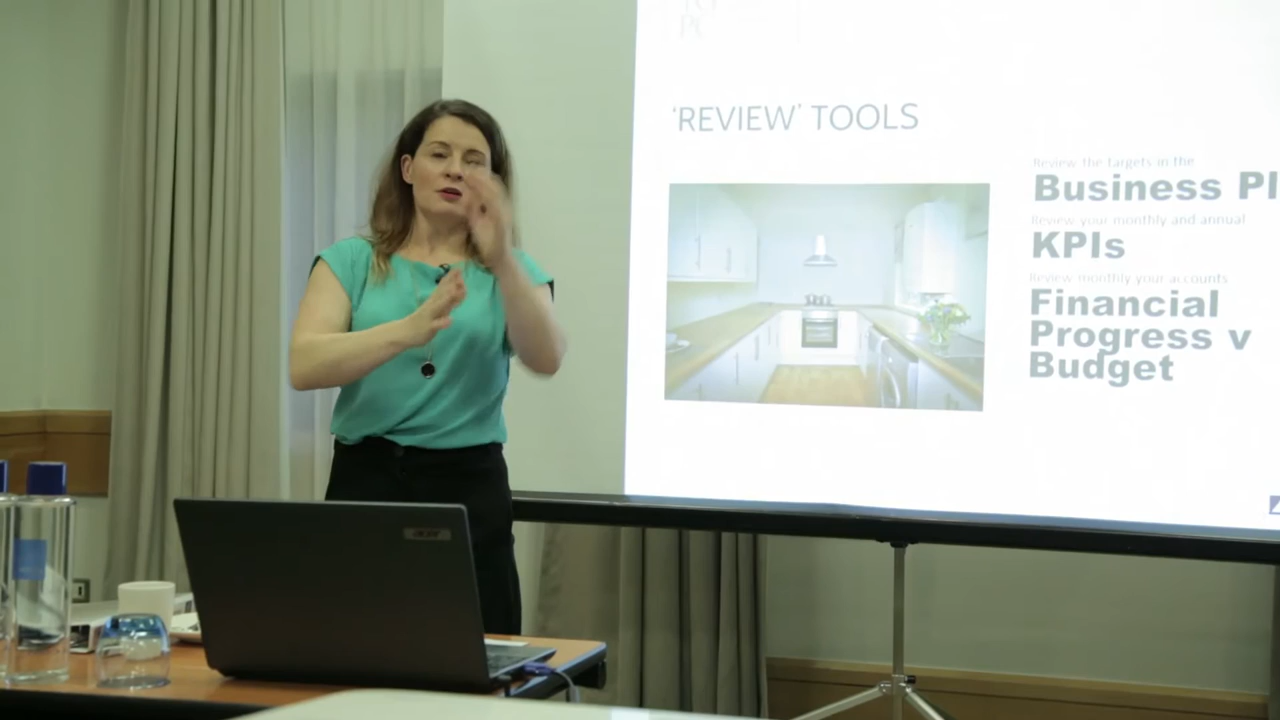 'REVIEW' TOOLS
Review the targets in the
Business Pl
Review your monthly and annual
KPIs
Review monthly your accounts
Financial
Progress v
Budget
acer